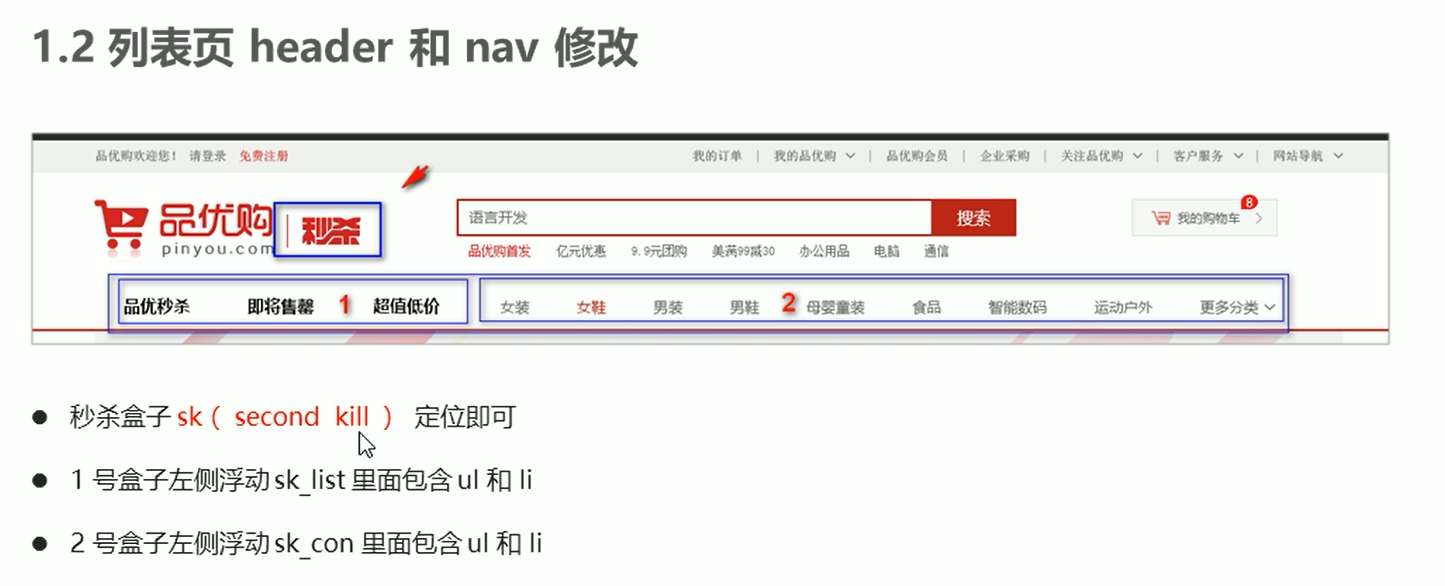 1.2 列表页 header 和 nav 修改
品优购欢迎您！ 请登录 免费注册 我的订单 | 我的品优购 | 品优购会员 | 企业采购 | 关注品优购 | 客户服务 | 网站导航
品优购 | 秒杀 语言开发 搜索 我的购物车 8
pinyou.com 品优购首发 亿元优惠 9.9元团购 美满99减30 办公用品 电脑 通信
品优秒杀 即将售罄 1 超值低价 女装 女鞋 男装 男鞋 2 母婴童装 食品 智能数码 运动户外 更多分类
● 秒杀盒子 sk（ second kill ） 定位即可
● 1 号盒子左侧浮动 sk_list 里面包含 ul 和 li
● 2 号盒子左侧浮动 sk_con 里面包含 ul 和 li